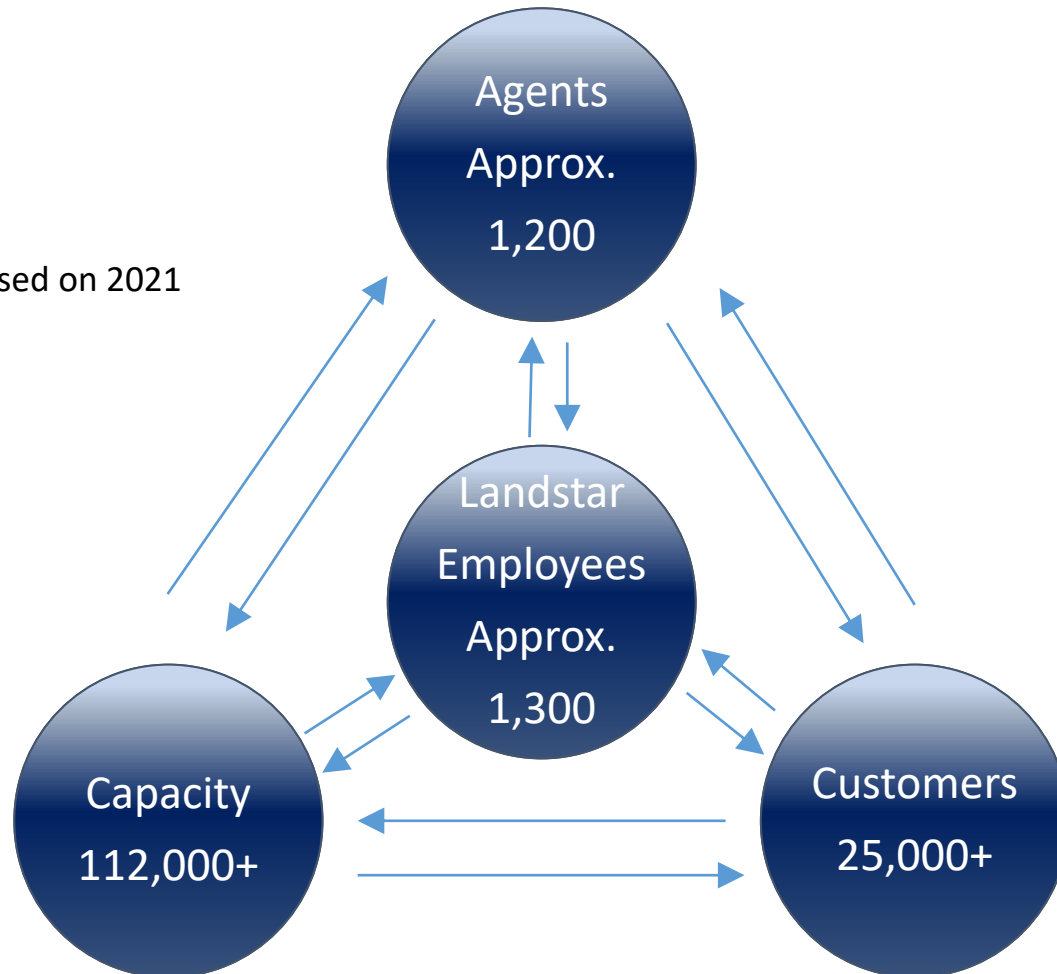 Agents
Approx.
1,200
sed on 2021
Landstar
Employees
Approx.
1,300
Capacity
112,000+
Customers
25,000+